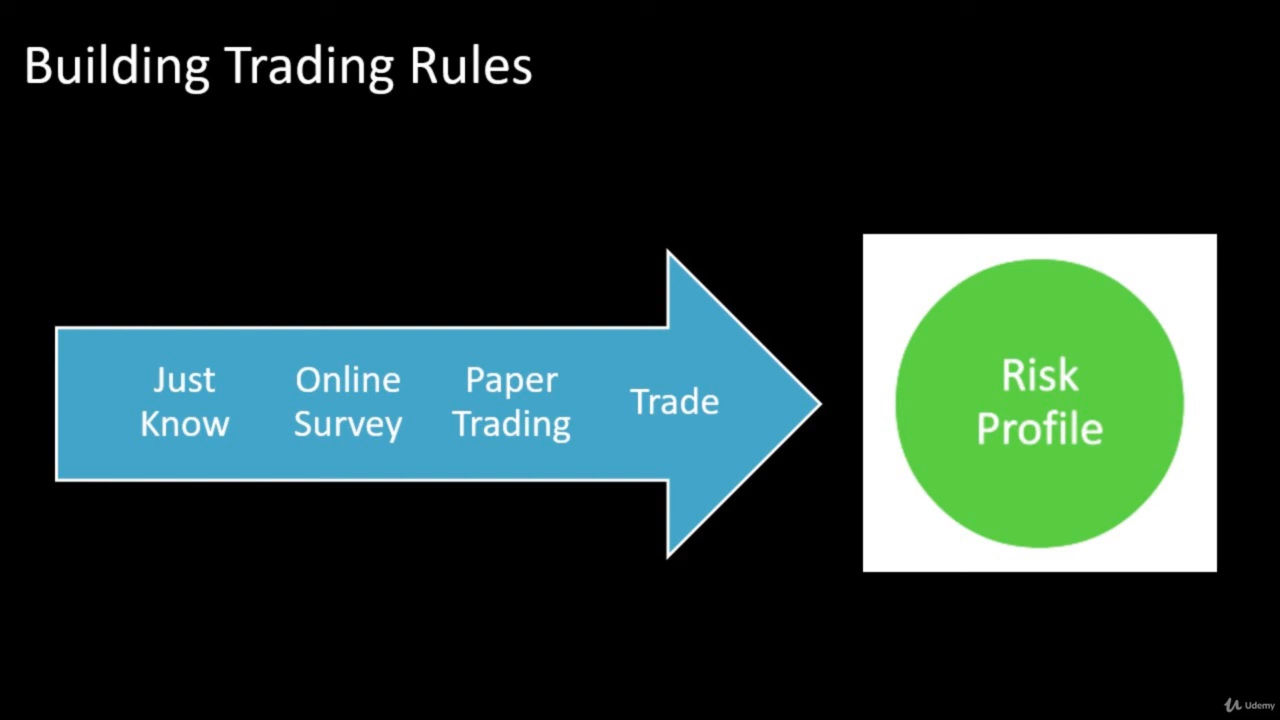 Building Trading Rules
Just
Know
Online
Survey
Paper
Trading
Trade
Risk
Profile
Udemy